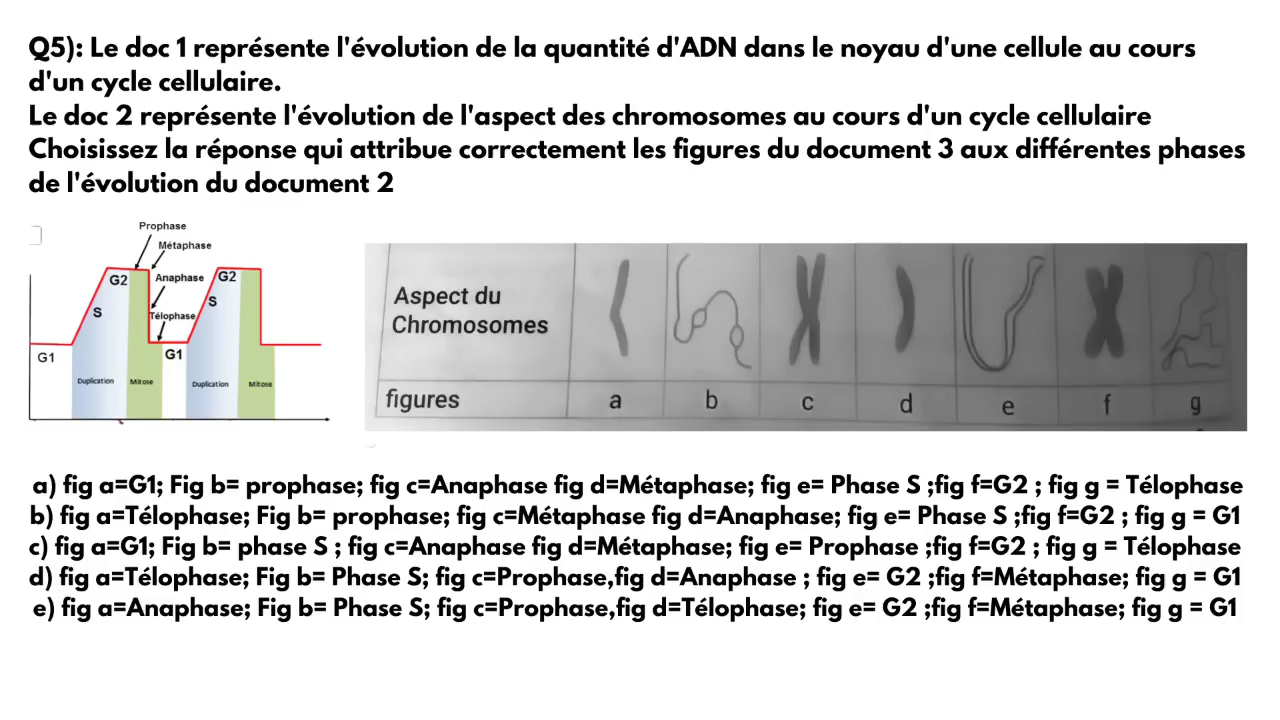 Q5): Le doc 1 représente l'évolution de la quantité d'ADN dans le noyau d'une cellule au cours
d'un cycle cellulaire.
Le doc 2 représente l'évolution de l'aspect des chromosomes au cours d'un cycle cellulaire
Choisissez la réponse qui attribue correctement les figures du document 3 aux différentes phases
de l'évolution du document 2
Prophase
Métaphase
G2
Anaphase
G2
S
S
Télophase
G1
G1
Duplication
Mitose
Duplication
Mitose
Aspect du
Chromosomes
figures a b c d e f g
a) fig a=G1; Fig b= prophase; fig c=Anaphase fig d=Métaphase; fig e= Phase S ;fig f=G2 ; fig g = Télophase
b) fig a=Télophase; Fig b= prophase; fig c=Métaphase fig d=Anaphase; fig e= Phase S ;fig f=G2 ; fig g = G1
c) fig a=G1; Fig b= phase S ; fig c=Anaphase fig d=Métaphase; fig e= Prophase ;fig f=G2 ; fig g = Télophase
d) fig a=Télophase; Fig b= Phase S; fig c=Prophase,fig d=Anaphase ; fig e= G2 ;fig f=Métaphase; fig g = G1
e) fig a=Anaphase; Fig b= Phase S; fig c=Prophase,fig d=Télophase; fig e= G2 ;fig f=Métaphase; fig g = G1